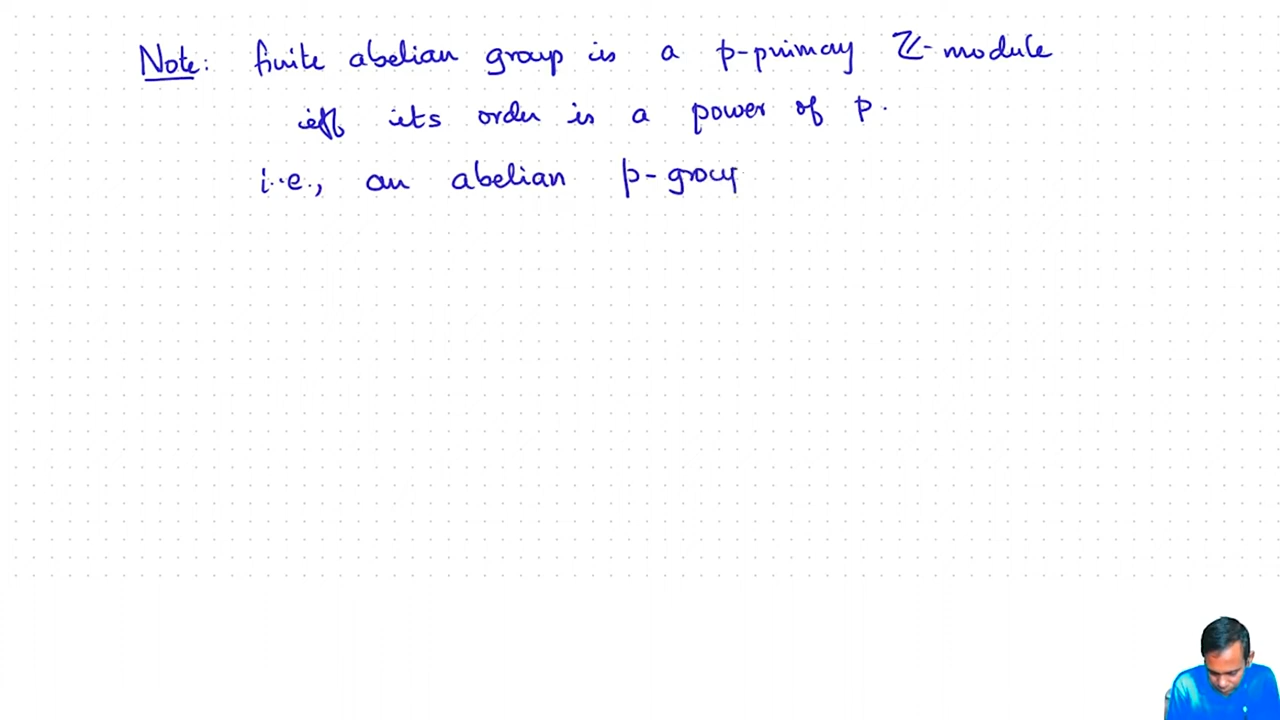 Note: finite abelian group is a p-primary ℤ-module
iff its order is a power of p.
i.e., an abelian p-group